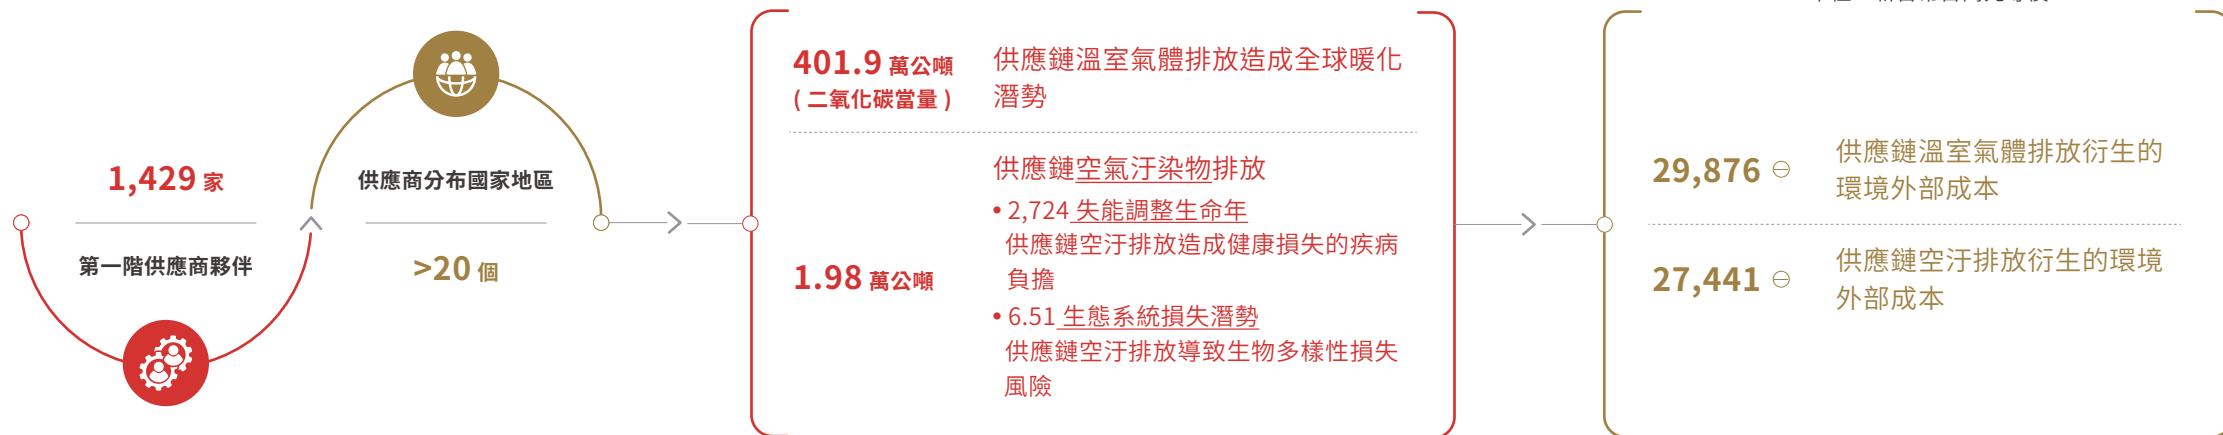 1,429 家
第一階供應商夥伴
供應商分布國家地區
>20 個
401.9 萬公噸
( 二氧化碳當量 )
供應鏈溫室氣體排放造成全球暖化
潛勢
1.98 萬公噸
供應鏈空氣汙染物排放
• 2,724 失能調整生命年
供應鏈空汙排放造成健康損失的疾病
負擔
• 6.51 生態系統損失潛勢
供應鏈空汙排放導致生物多樣性損失
風險
29,876 ⊖
供應鏈溫室氣體排放衍生的
環境外部成本
27,441 ⊖
供應鏈空汙排放衍生的環境
外部成本